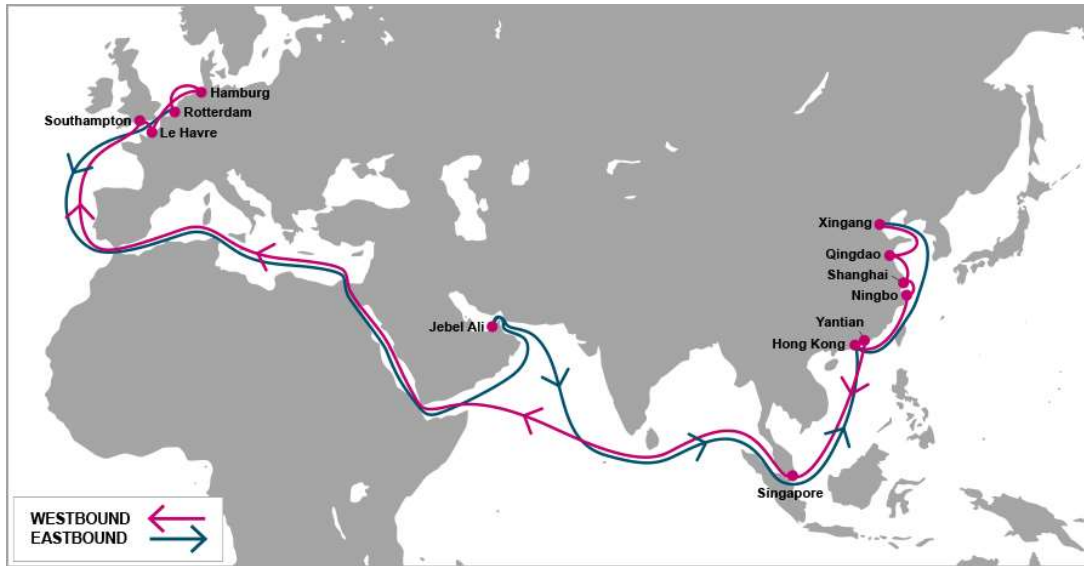 Hamburg
Rotterdam
Southampton
Le Havre
Xingang
Qingdao
Shanghai
Ningbo
Yantian
Jebel Ali
Hong Kong
Singapore
WESTBOUND
EASTBOUND